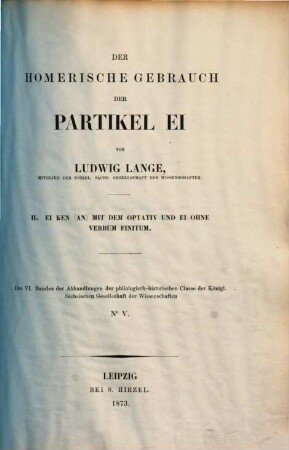 DER
HOMERISCHE GEBRAUCH
DER
PARTIKEL EI
VON
LUDWIG LANGE,
MITGLIED DER KÖNIGL. SÄCHS. GESELLSCHAFT DER WISSENSCHAFTEN.
II. EI KEN (AN) MIT DEM OPTATIV UND EI OHNE
VERBUM FINITUM.
Des VI. Bandes der Abhandlungen der philologisch-historischen Classe der Königl.
Sächsischen Gesellschaft der Wissenschaften
No V.
LEIPZIG
BEI S. HIRZEL.
1873.